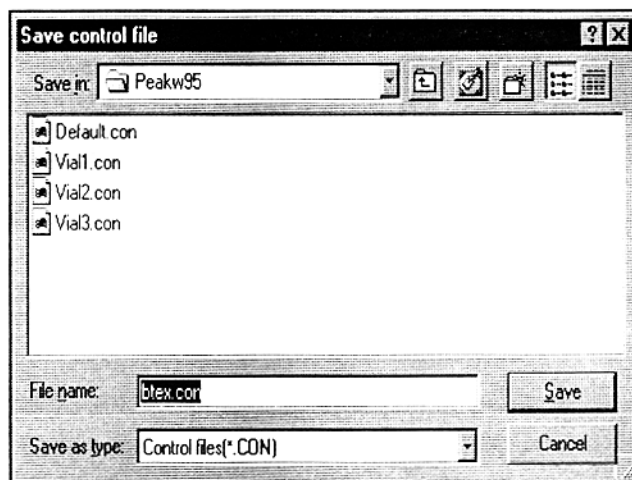 Save control file
Save in: Peakw95
Default.con
Vial1.con
Vial2.con
Vial3.con
File name: btex.con Save
Save as type: Control files(*.CON) Cancel